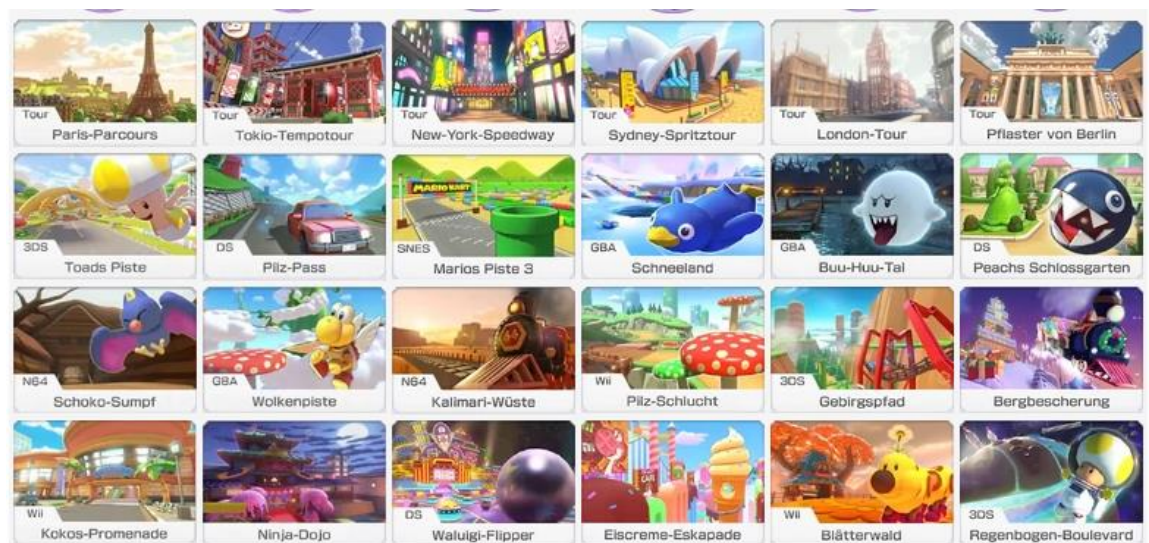 Tour
Paris-Parcours
Tour
Tokio-Tempotour
Tour
New-York-Speedway
Tour
Sydney-Spritztour
Tour
London-Tour
Tour
Pflaster von Berlin
3DS
Toads Piste
DS
Pilz-Pass
MARIO KART
SNES
Marios Piste 3
GBA
Schneeland
GBA
Buu-Huu-Tal
DS
Peachs Schlossgarten
N64
Schoko-Sumpf
GBA
Wolkenpiste
N64
Kalimari-Wüste
Wii
Pilz-Schlucht
3DS
Gebirgspfad
Bergbescherung
Wii
Kokos-Promenade
Ninja-Dojo
DS
Waluigi-Flipper
CAFE
Eiscreme-Eskapade
Wii
Blätterwald
3DS
Regenbogen-Boulevard